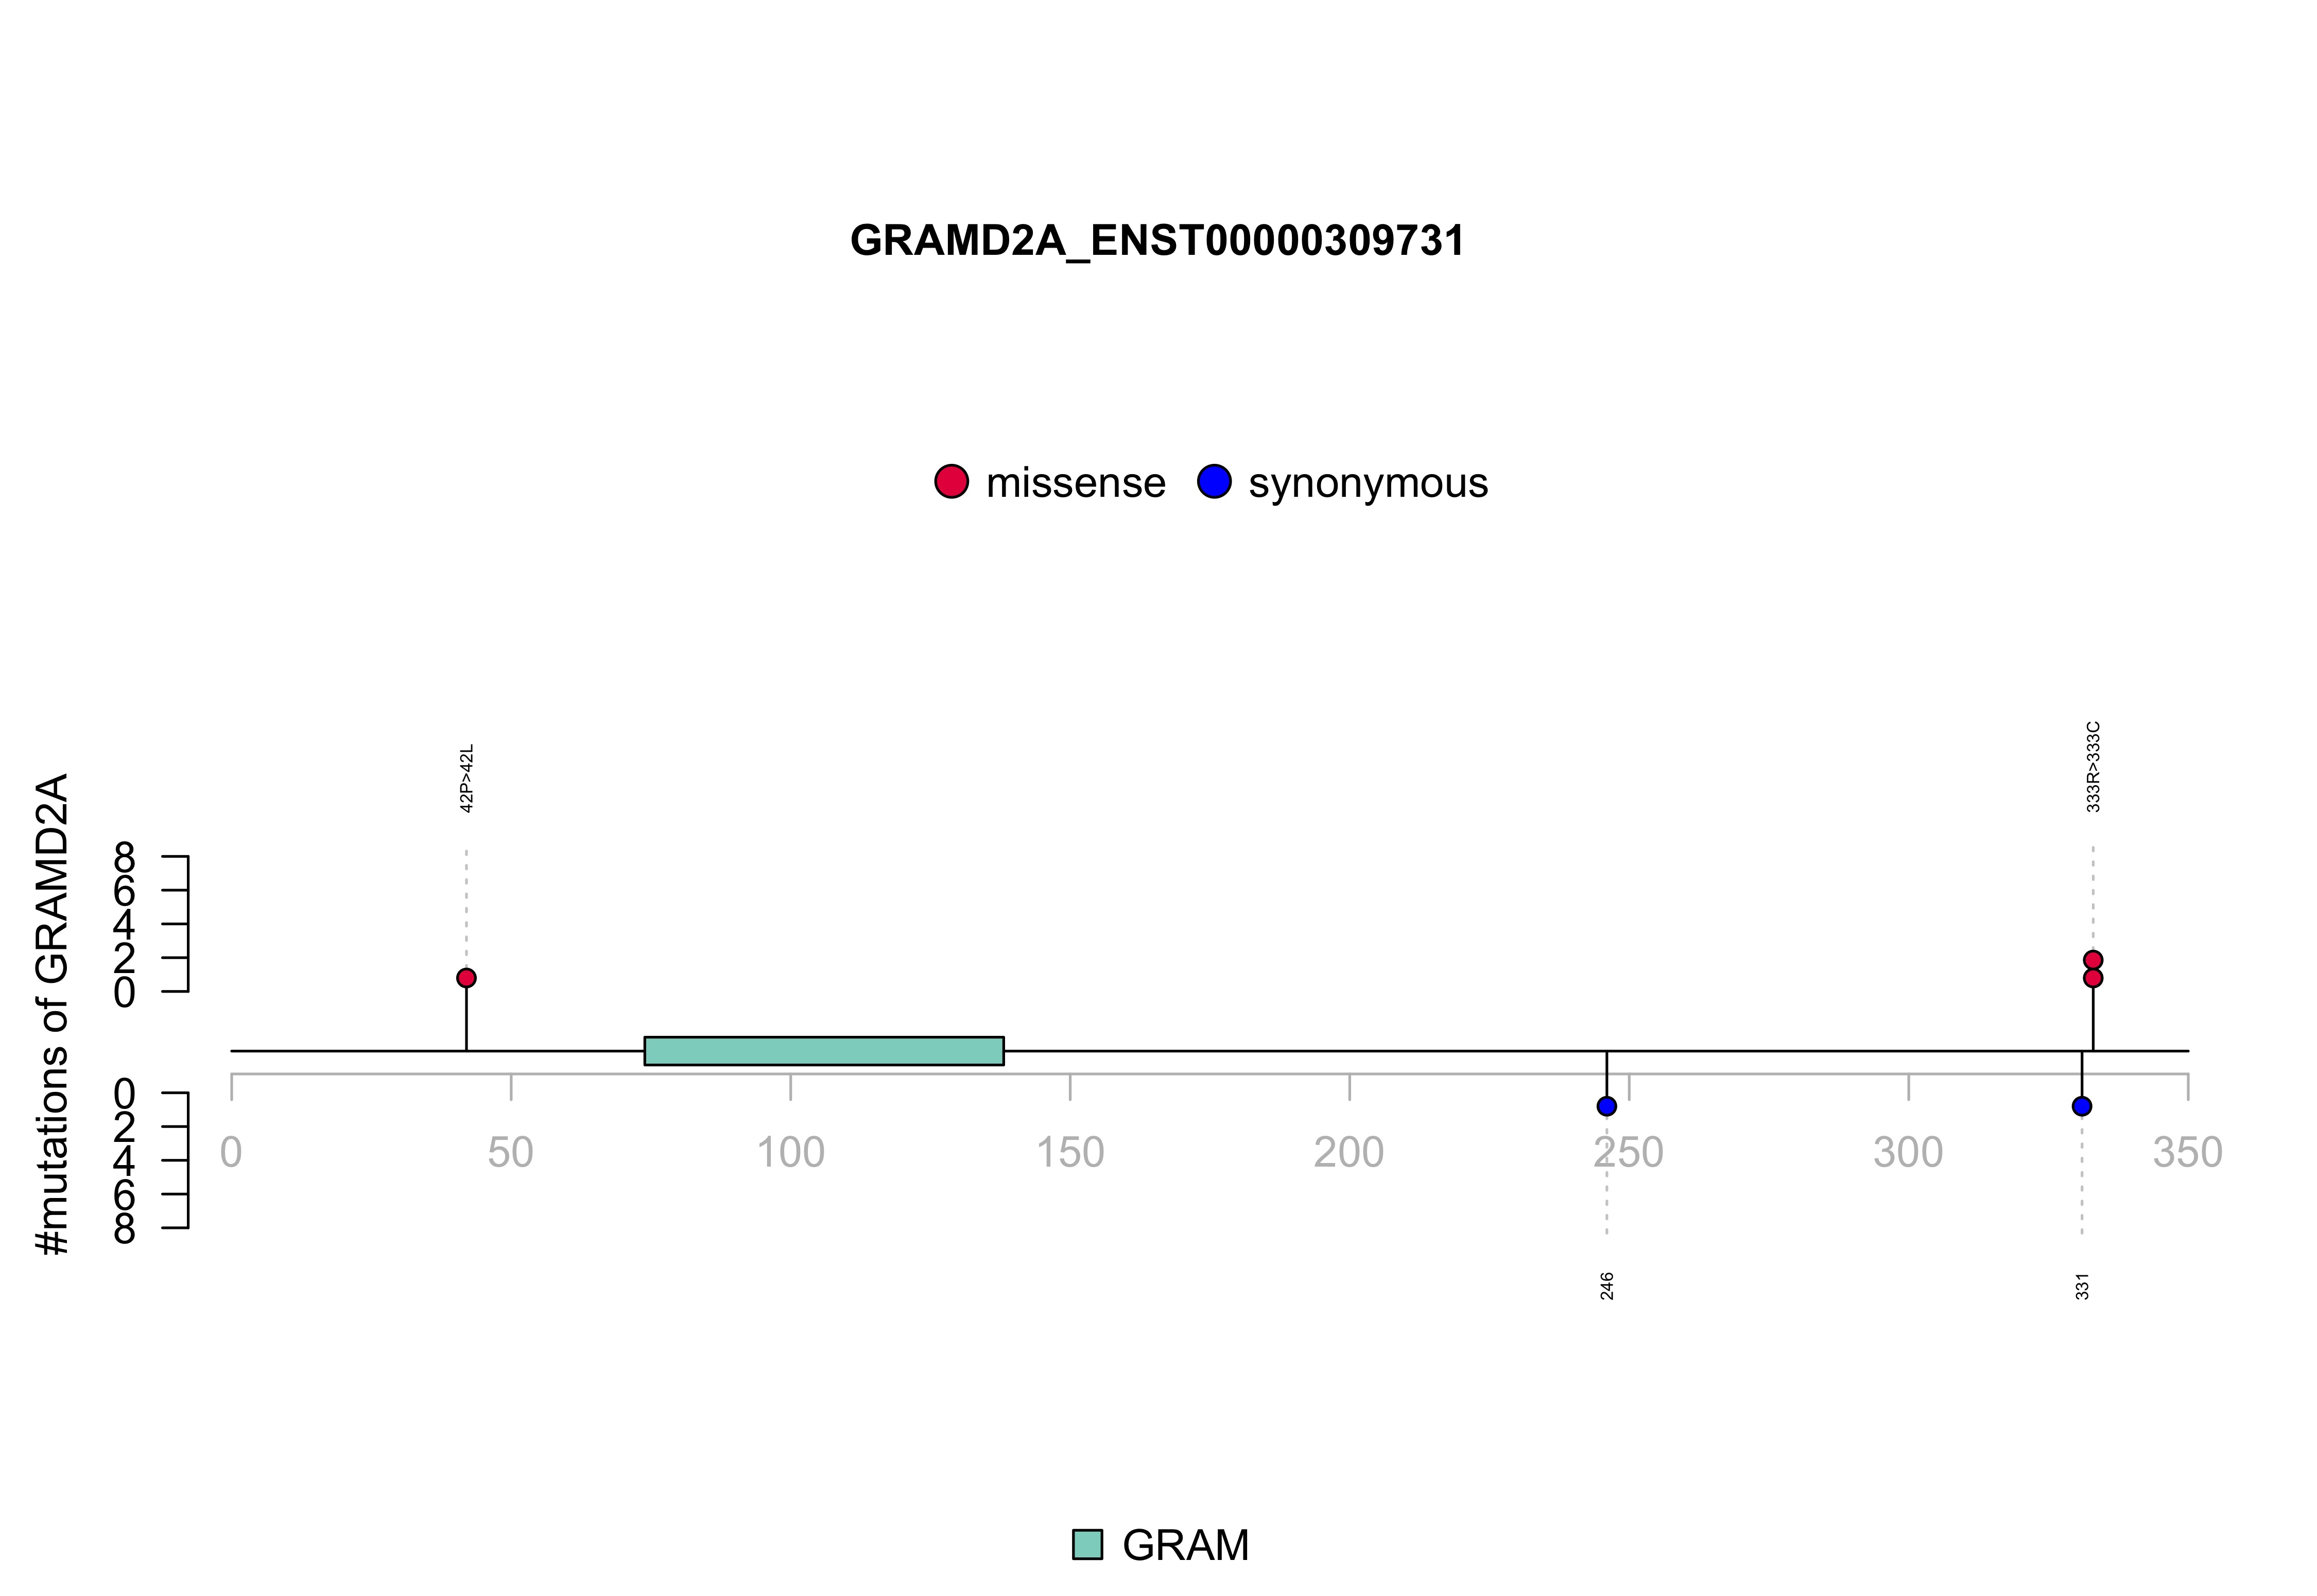 GRAMD2A_ENST00000309731
missense synonymous
42P>42L
333R>333C
#mutations of GRAMD2A
8
6
4
2
0
0
2
4
6
8
0 50 100 150 200 250 300 350
246
331
GRAM